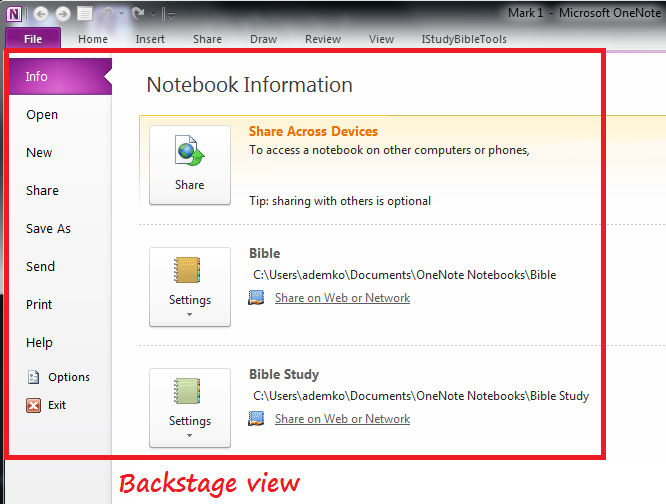 Mark 1 - Microsoft OneNote
File Home Insert Share Draw Review View IStudyBibleTools
Info
Open
New
Share
Save As
Send
Print
Help
Options
Exit
Notebook Information
Share
Share Across Devices
To access a notebook on other computers or phones,
Tip: sharing with others is optional
Settings
Bible
C:\Users\ademko\Documents\OneNote Notebooks\Bible
Share on Web or Network
Settings
Bible Study
C:\Users\ademko\Documents\OneNote Notebooks\Bible Study
Share on Web or Network
Backstage view